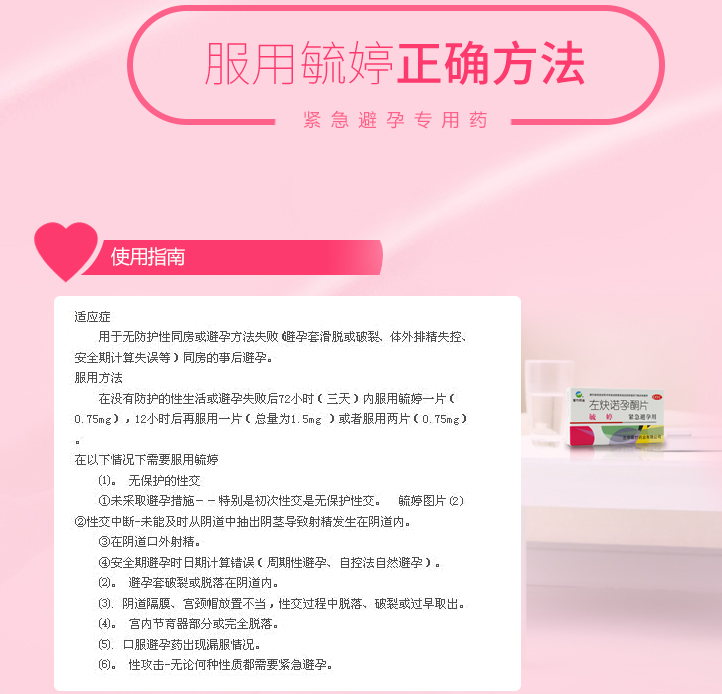 服用毓婷正确方法
紧急避孕专用药
使用指南
适应症
用于无防护性同房或避孕方法失败(避孕套滑脱或破裂、体外排精失控、
安全期计算失误等)同房的事后避孕。
服用方法
在没有防护的性生活或避孕失败后72小时(三天)内服用毓婷一片(
0.75mg),12小时后再服用一片(总量为1.5mg )或者服用两片(0.75mg)
。
在以下情况下需要服用毓婷
⑴。 无保护的性交
①未采取避孕措施--特别是初次性交是无保护性交。 毓婷图片(2)
②性交中断-未能及时从阴道中抽出阴茎导致射精发生在阴道内。
③在阴道口外射精。
④安全期避孕时日期计算错误(周期性避孕、自控法自然避孕)。
⑵。 避孕套破裂或脱落在阴道内。
⑶. 阴道隔膜、宫颈帽放置不当,性交过程中脱落、破裂或过早取出。
⑷。 宫内节育器部分或完全脱落。
⑸. 口服避孕药出现漏服情况。
⑹。 性攻击-无论何种性质都需要紧急避孕。
左炔诺孕酮片
毓 婷 紧急避孕用